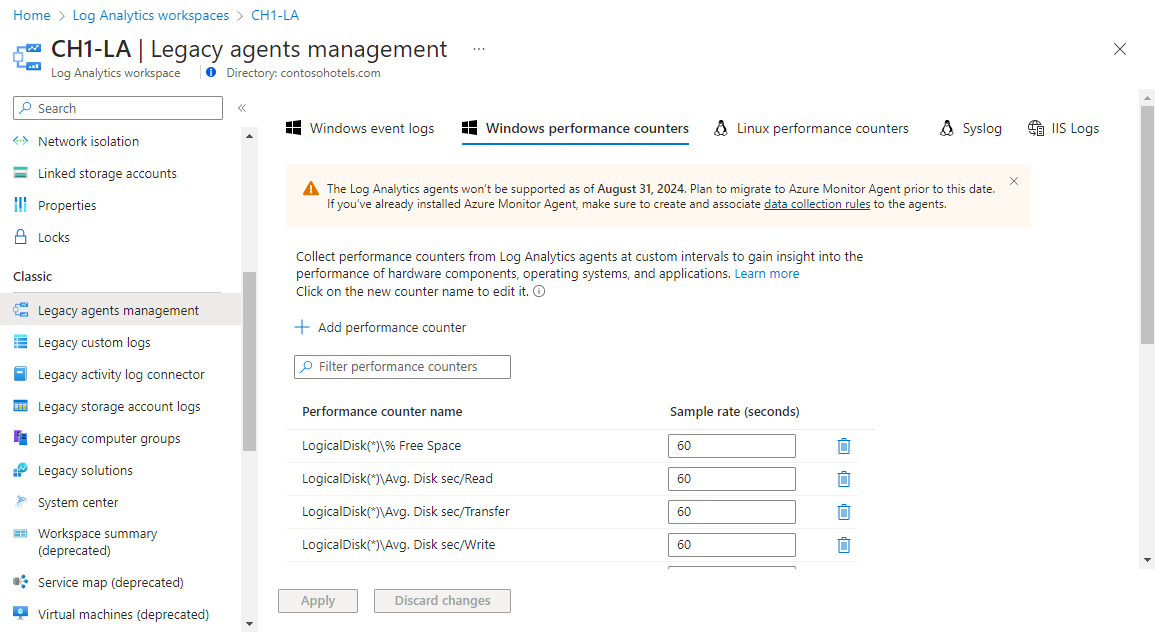 Home > Log Analytics workspaces > CH1-LA
CH1-LA | Legacy agents management ...
Log Analytics workspace
Directory: contosohotels.com
Search
Network isolation
Linked storage accounts
Properties
Locks
Classic
Legacy agents management
Legacy custom logs
Legacy activity log connector
Legacy storage account logs
Legacy computer groups
Legacy solutions
System center
Workspace summary
(deprecated)
Service map (deprecated)
Virtual machines (deprecated)
Windows event logs
Windows performance counters
Linux performance counters
Syslog
IIS Logs
The Log Analytics agents won't be supported as of August 31, 2024. Plan to migrate to Azure Monitor Agent prior to this date.
If you've already installed Azure Monitor Agent, make sure to create and associate data collection rules to the agents.
Collect performance counters from Log Analytics agents at custom intervals to gain insight into the
performance of hardware components, operating systems, and applications. Learn more
Click on the new counter name to edit it.
Add performance counter
Filter performance counters
Performance counter name Sample rate (seconds)
LogicalDisk(*)\% Free Space 60
LogicalDisk(*)\Avg. Disk sec/Read 60
LogicalDisk(*)\Avg. Disk sec/Transfer 60
LogicalDisk(*)\Avg. Disk sec/Write 60
Apply
Discard changes